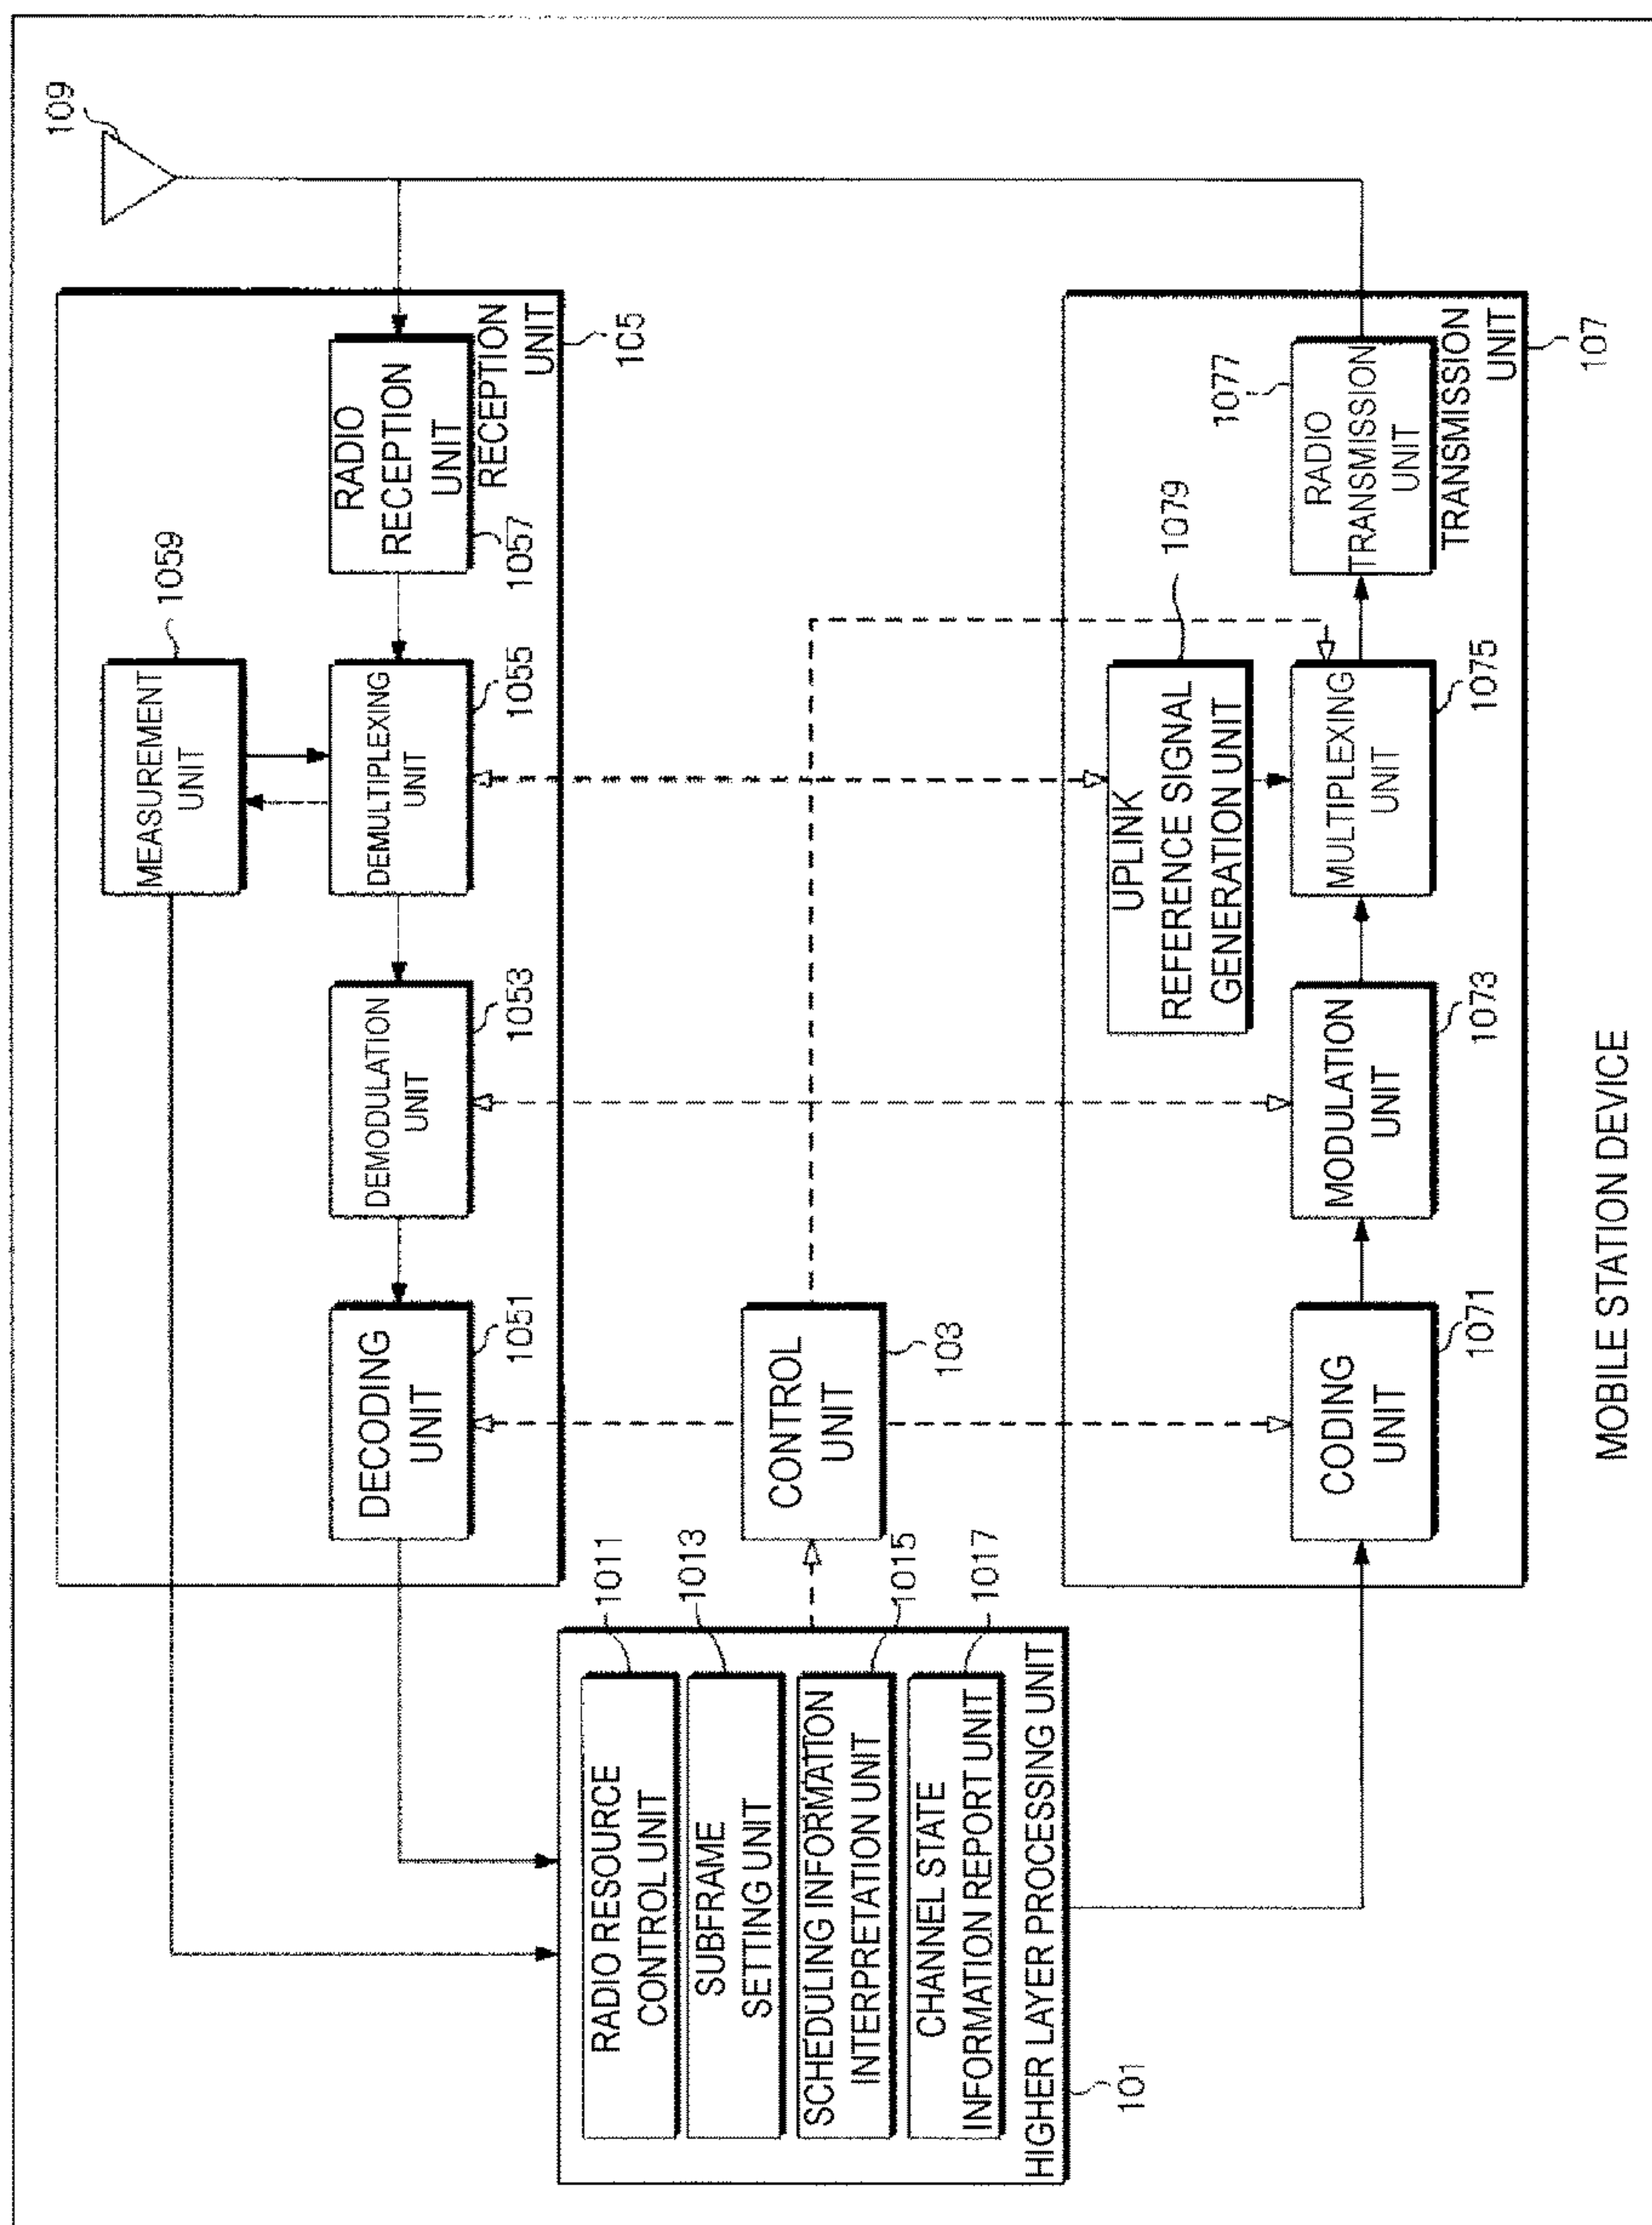 109
RADIO
RECEPTION
UNIT
1057
RECEPTION
UNIT
105
MEASUREMENT
UNIT
1059
DEMULTIPLEXING
UNIT
1055
DEMODULATION
UNIT
1053
DECODING
UNIT
1051
CONTROL
UNIT
103
RADIO RESOURCE
CONTROL UNIT
1011
SUBFRAME
SETTING UNIT
1013
SCHEDULING INFORMATION
INTERPRETATION UNIT
1015
CHANNEL STATE
INFORMATION REPORT UNIT
1017
HIGHER LAYER PROCESSING UNIT
101
UPLINK
REFERENCE SIGNAL
GENERATION UNIT
1079
CODING
UNIT
1071
MODULATION
UNIT
1073
MULTIPLEXING
UNIT
1075
RADIO
TRANSMISSION
UNIT
1077
TRANSMISSION
UNIT
107
MOBILE STATION DEVICE